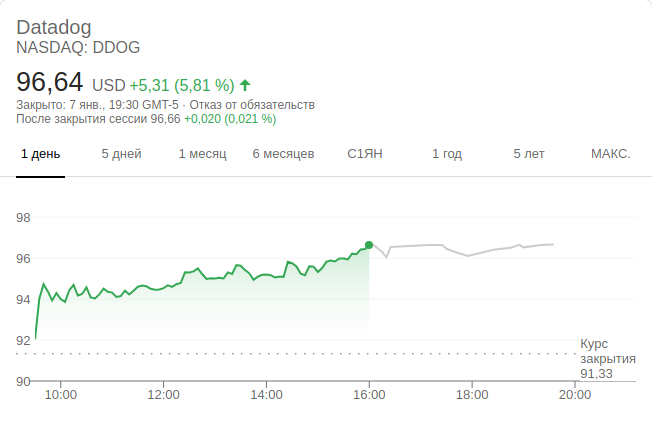 Datadog
NASDAQ: DDOG
96,64 USD +5,31 (5,81 %)
Закрыто: 7 янв., 19:30 GMT-5 · Отказ от обязательств
После закрытия сессии 96,66 +0,020 (0,021 %)
1 день 5 дней 1 месяц 6 месяцев С1ЯН 1 год 5 лет МАКС.
98
96
94
92
Курс
закрытия
91,33
90
10:00 12:00 14:00 16:00 18:00 20:00